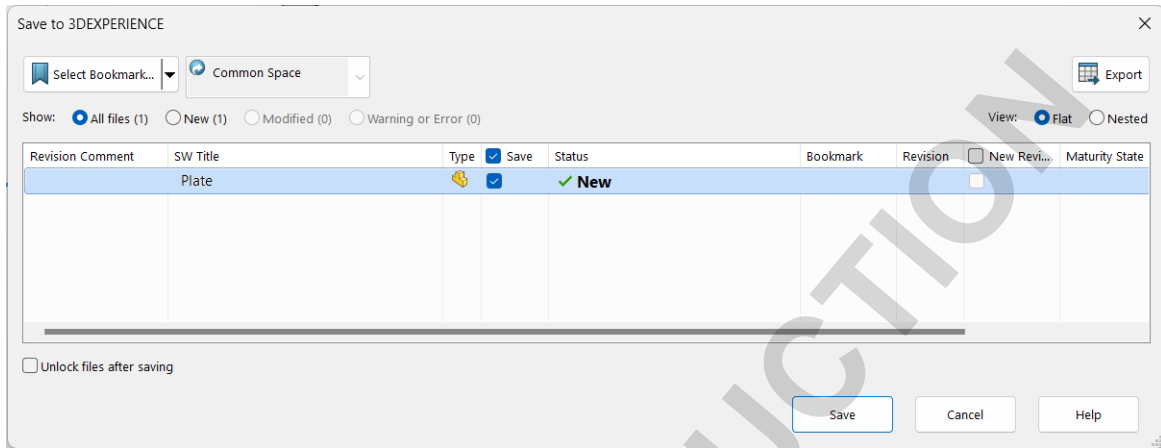 Save to 3DEXPERIENCE
Select Bookmark... Common Space Export
Show: All files (1) New (1) Modified (0) Warning or Error (0) View: Flat Nested
Revision Comment SW Title Type Save Status Bookmark Revision New Revi... Maturity State
Plate New
Unlock files after saving
Save Cancel Help
UCTION